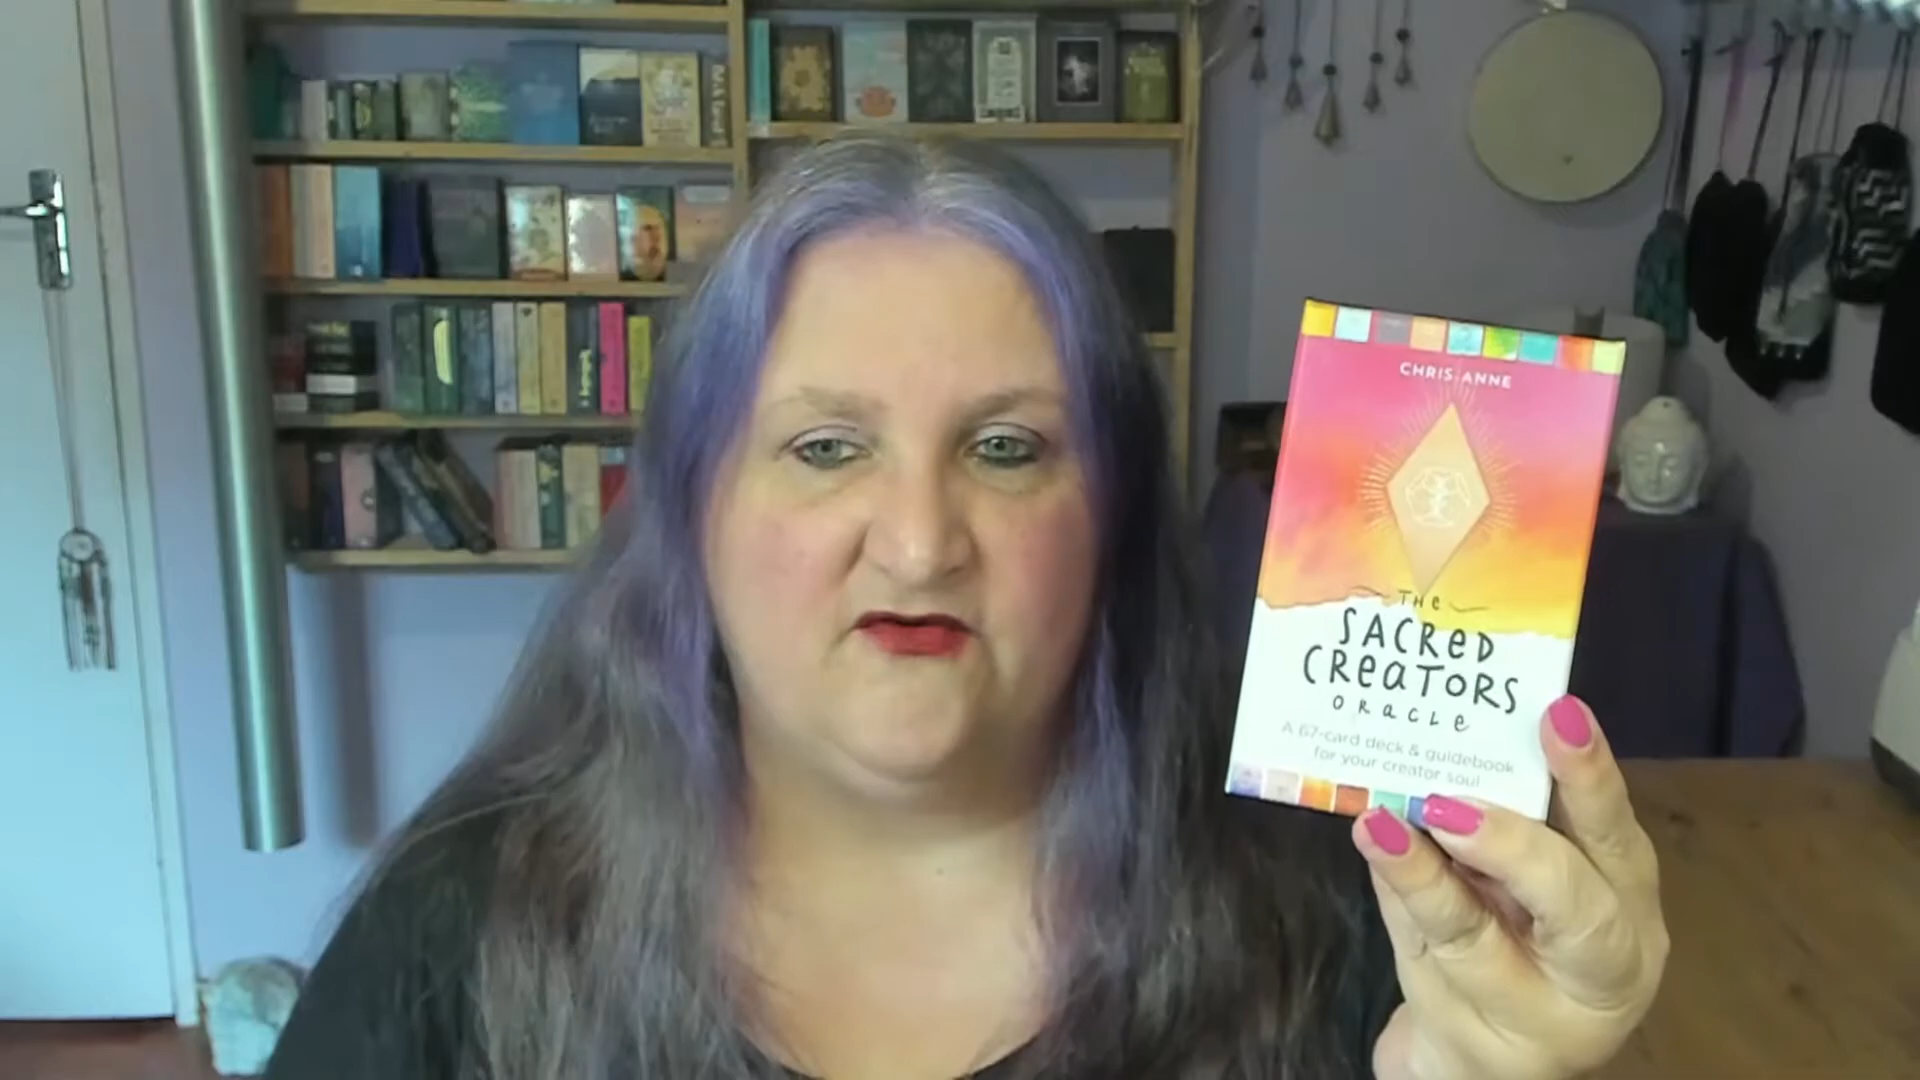 CHRIS-ANNE
THE
SACRED
CREATORS
ORACLE
A 67-card deck & guidebook
for your creator soul